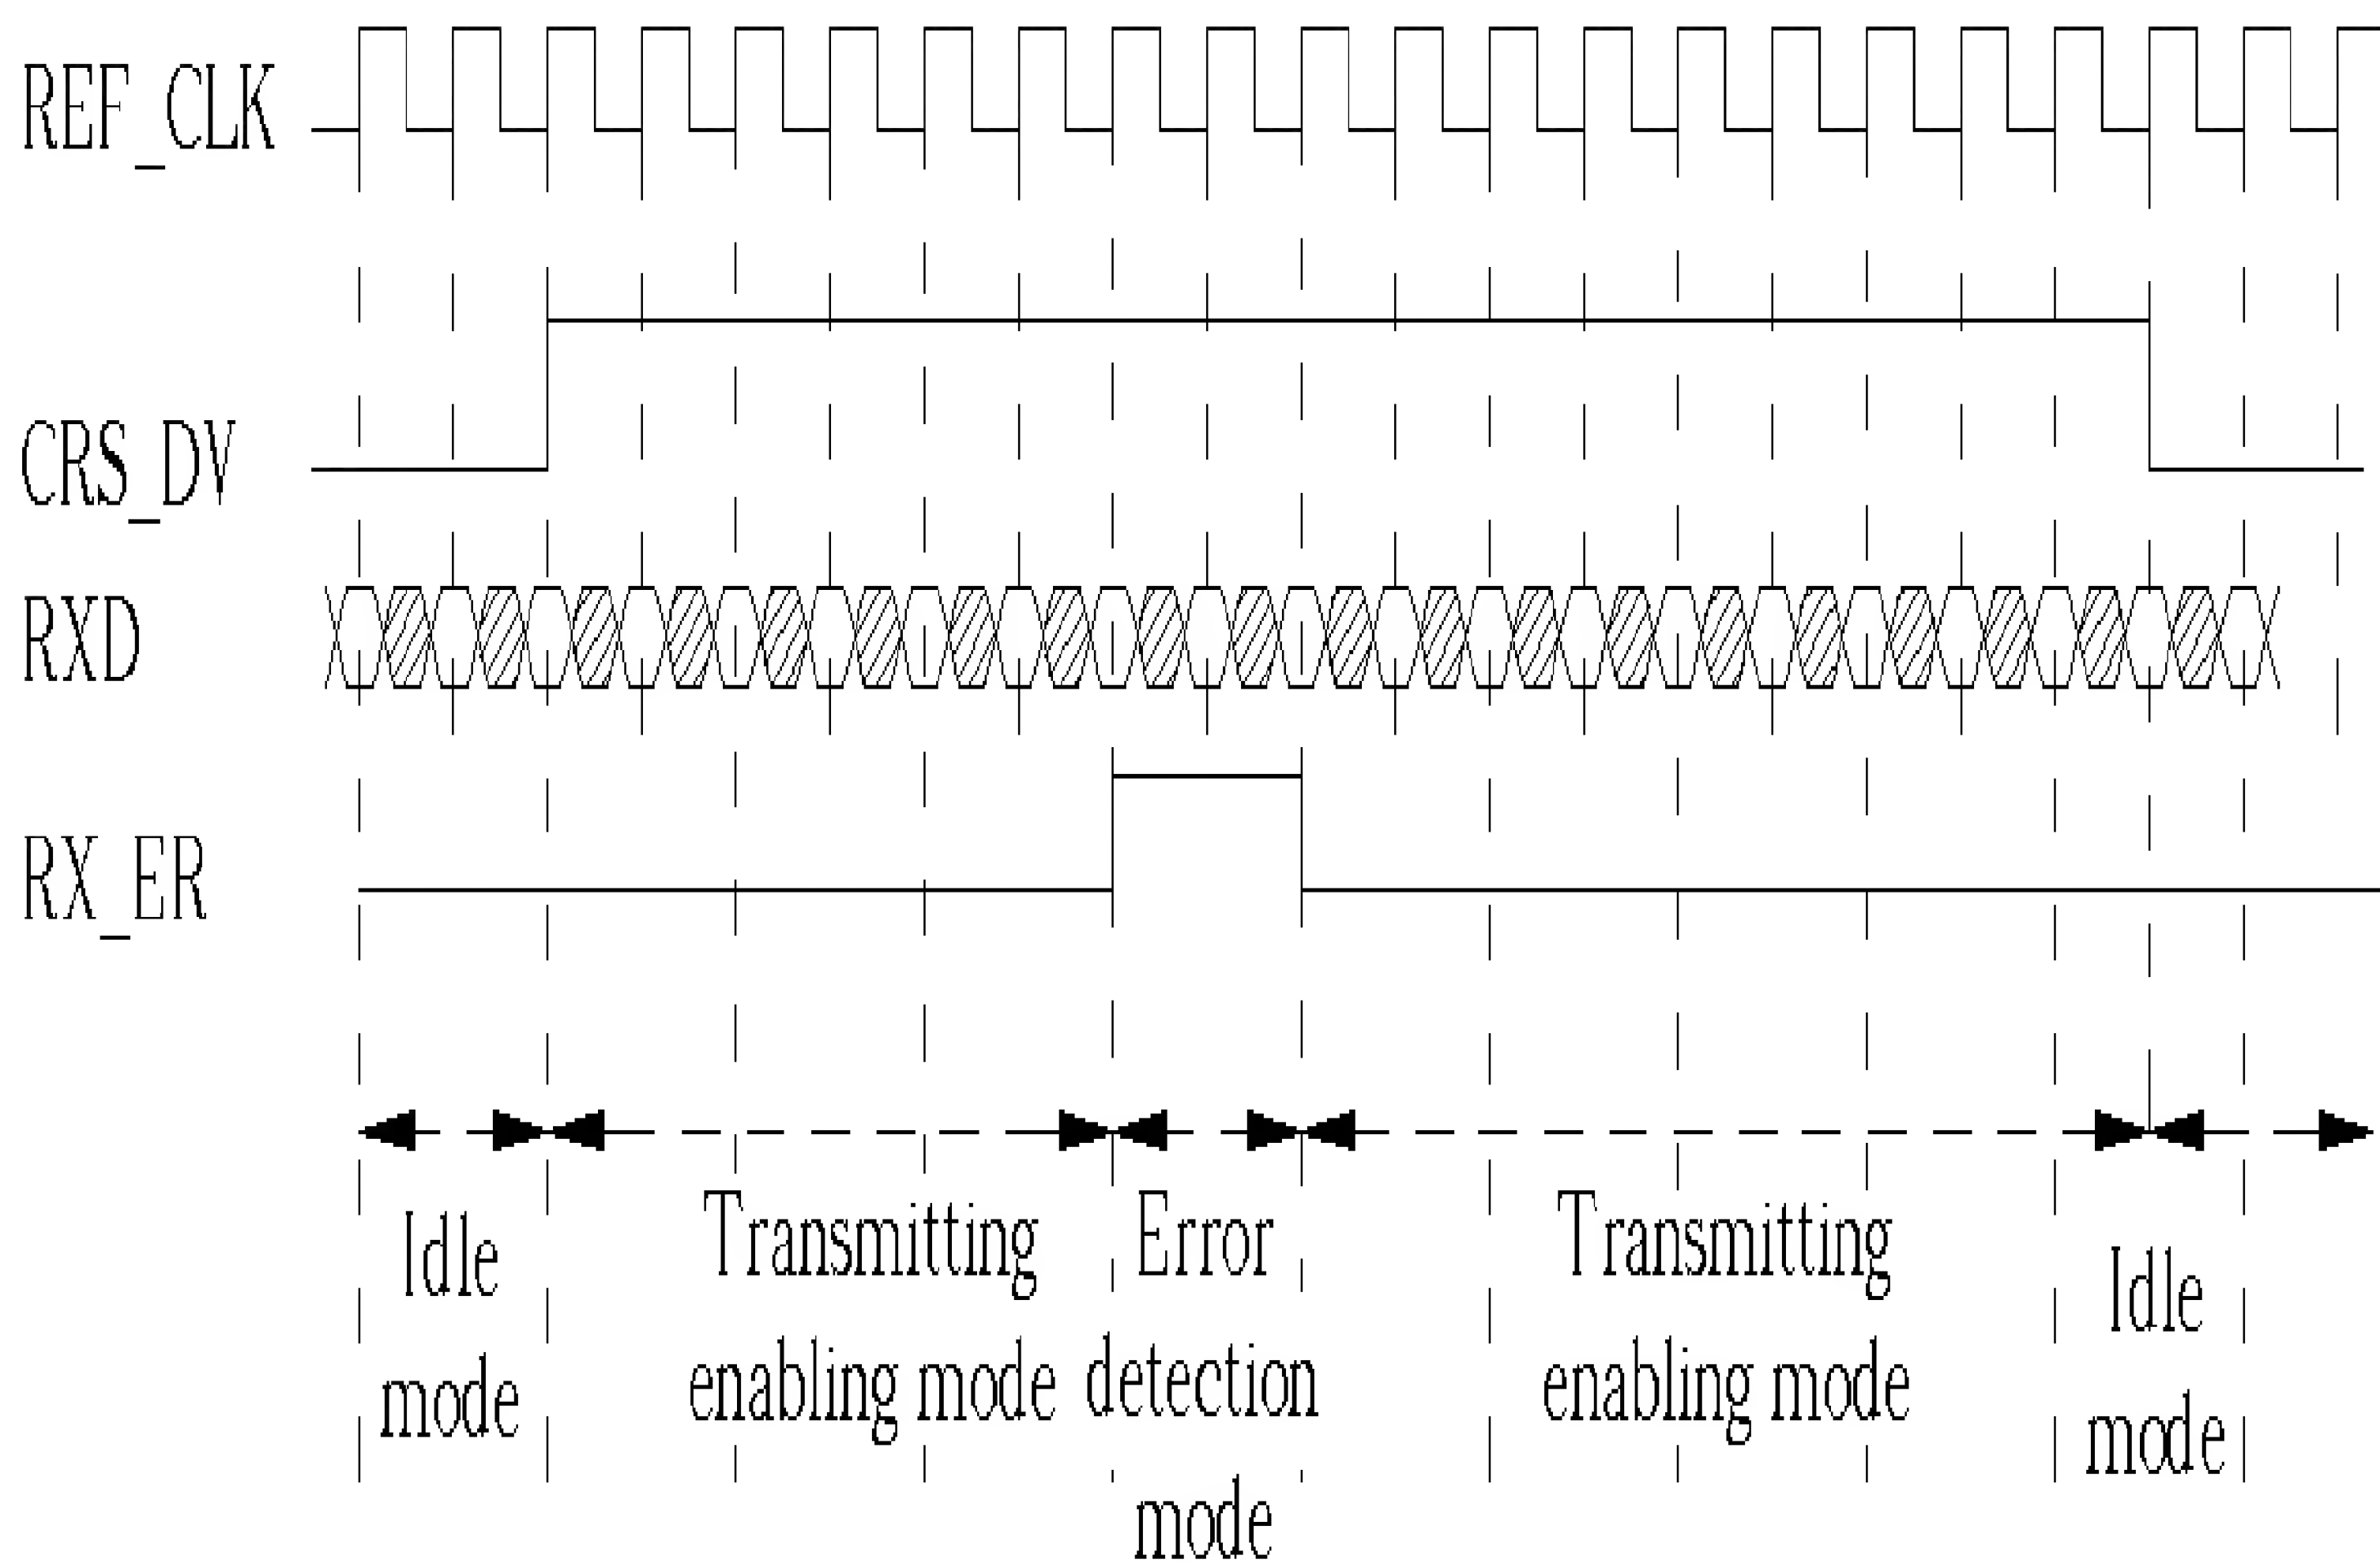 REF_CLK
CRS_DV
RXD
RX_ER
Idle
mode
Transmitting
enabling mode
Error
detection
mode
Transmitting
enabling mode
Idle
mode